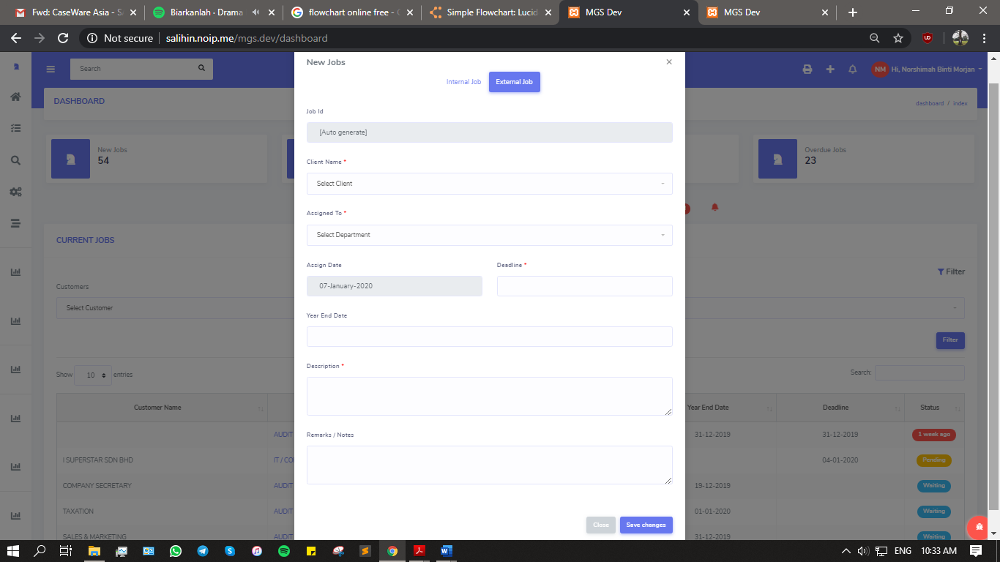 Fwd: CaseWare Asia - S
Biarkanlah · Drama
flowchart online free - G
Simple Flowchart: Lucid
MGS Dev
MGS Dev
Not secure | salihin.noip.me/mgs.dev/dashboard
Search
NM Hi, Norshimah Binti Morjan
DASHBOARD
dashboard / index
New Jobs
54
Overdue Jobs
23
CURRENT JOBS
Filter
Customers
Select Customer
Filter
Show 10 entries
Search:
Customer Name
Year End Date
Deadline
Status
AUDIT
31-12-2019
31-12-2019
1 week ago
I SUPERSTAR SDN BHD
IT / CO
04-01-2020
Pending
COMPANY SECRETARY
AUDIT
19-12-2019
Waiting
TAXATION
AUDIT
01-01-2020
Waiting
SALES & MARKETING
AUDIT
31-12-2019
Waiting
New Jobs
Internal Job
External Job
Job Id
[Auto generate]
Client Name *
Select Client
Assigned To *
Select Department
Assign Date
Deadline *
07-January-2020
Year End Date
Description *
Remarks / Notes
Close
Save changes
ENG
10:33 AM